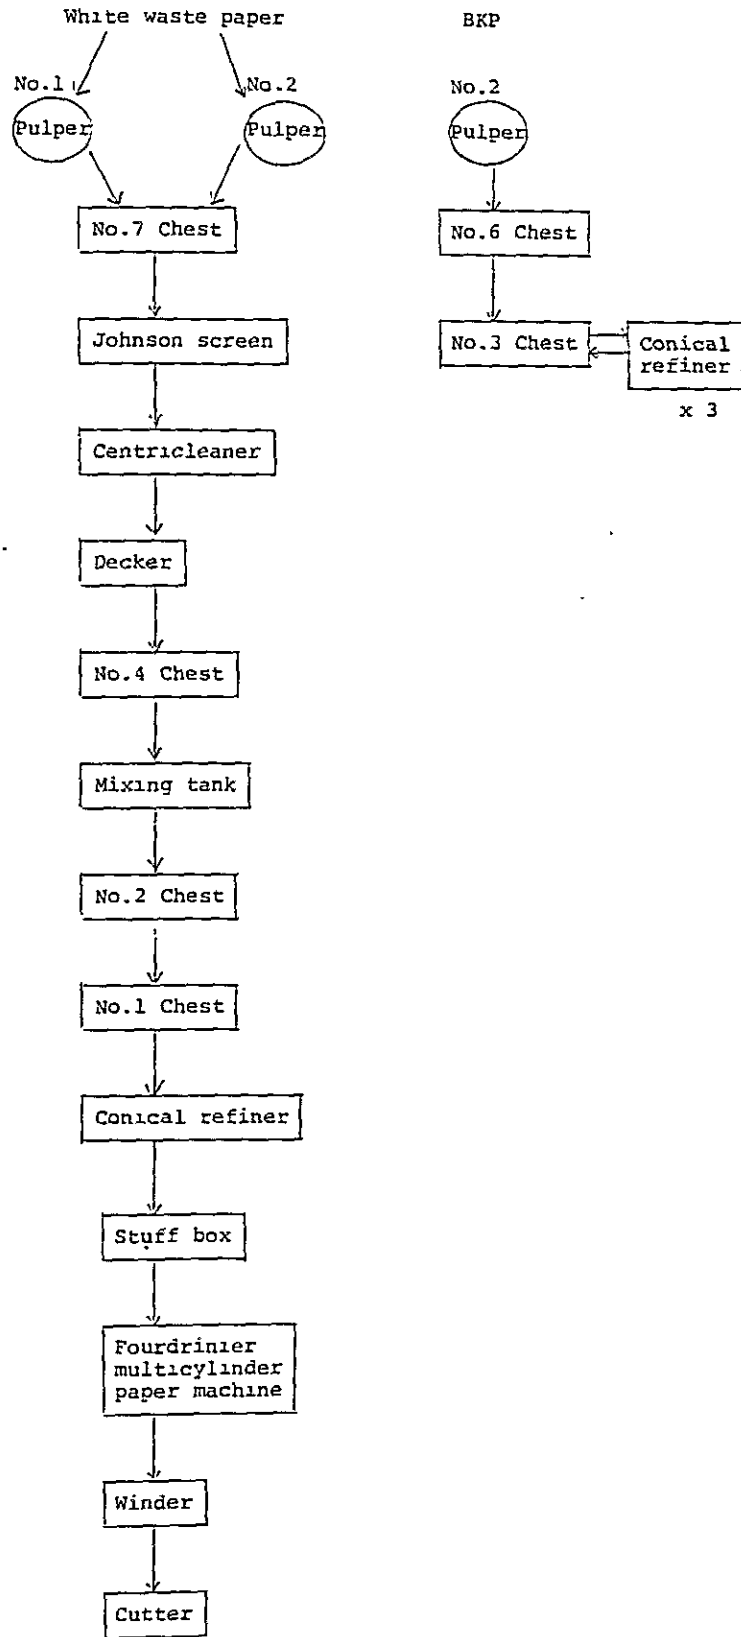 White waste paper
BKP
No.1
No.2
No.2
Pulper
Pulper
Pulper
No.7 Chest
No.6 Chest
Johnson screen
No.3 Chest
Conical
refiner
x 3
Centricleaner
Decker
No.4 Chest
Mixing tank
No.2 Chest
No.1 Chest
Conical refiner
Stuff box
Fourdrinier
multicylinder
paper machine
Winder
Cutter